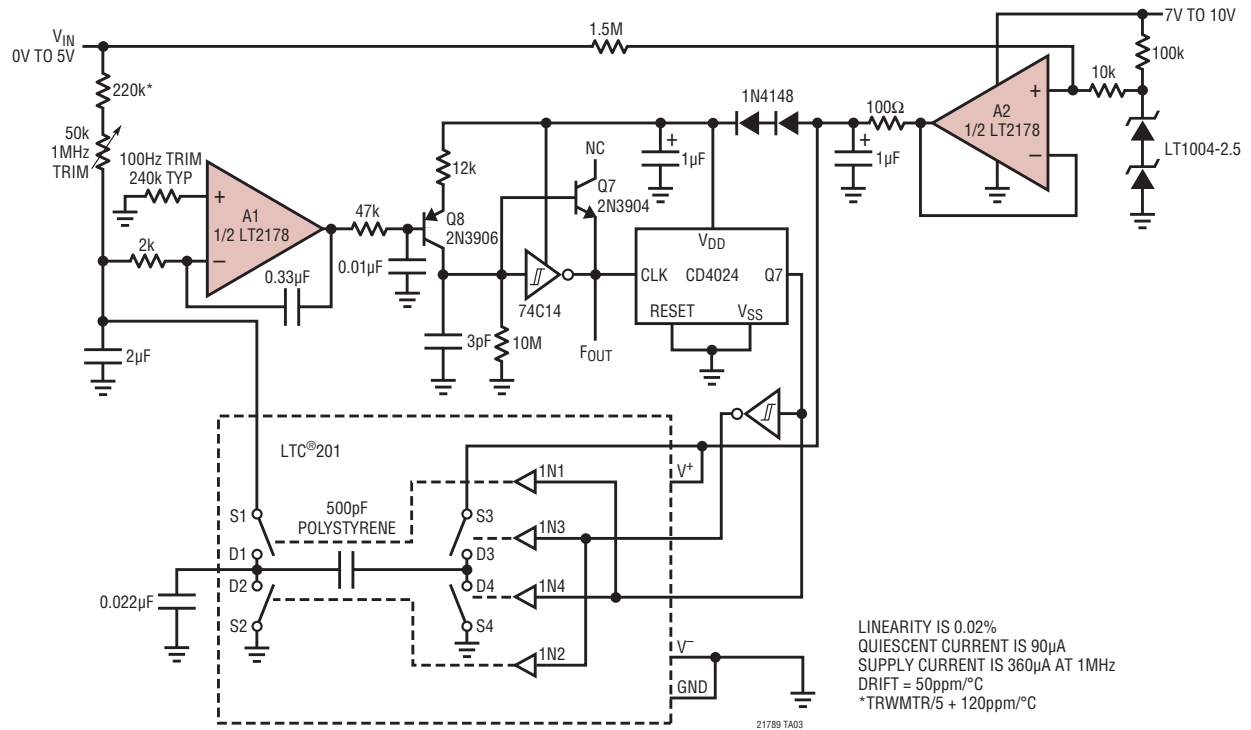 VIN
0V TO 5V
1.5M
7V TO 10V
220k*
100k
10k
50k
1MHz
TRIM
100Hz TRIM
240k TYP
1N4148
100Ω
+
A2
1/2 LT2178
–
LT1004-2.5
+
1µF
+
1µF
12k
NC
Q7
2N3904
+
A1
1/2 LT2178
–
47k
Q8
2N3906
2k
0.33µF
0.01µF
VDD
CLK
CD4024
Q7
RESET
VSS
74C14
2µF
3pF
10M
FOUT
LTC®201
V+
1N1
500pF
POLYSTYRENE
S1
S3
1N3
D1
D3
D2
D4
1N4
0.022µF
S2
S4
1N2
V–
GND
LINEARITY IS 0.02%
QUIESCENT CURRENT IS 90µA
SUPPLY CURRENT IS 360µA AT 1MHz
DRIFT = 50ppm/°C
*TRWMTR/5 + 120ppm/°C
21789 TA03